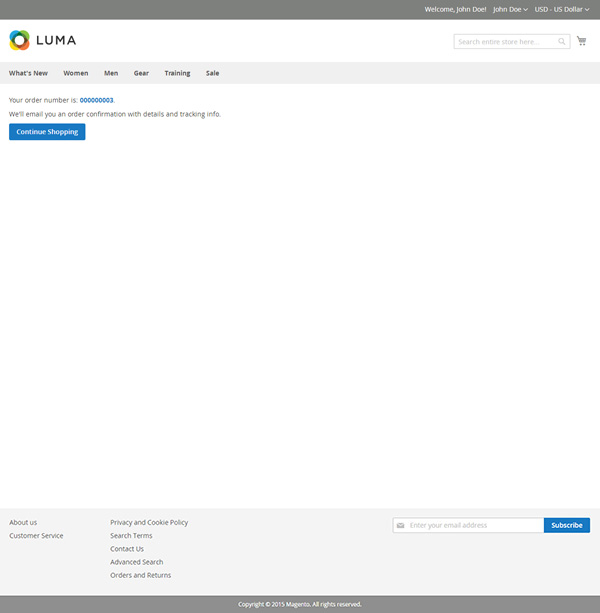 Welcome, John Doe! John Doe USD - US Dollar
LUMA
Search entire store here...
What's New Women Men Gear Training Sale
Your order number is: 000000003.
We'll email you an order confirmation with details and tracking info.
Continue Shopping
About us
Customer Service
Privacy and Cookie Policy
Search Terms
Contact Us
Advanced Search
Orders and Returns
Enter your email address
Subscribe
Copyright © 2015 Magento. All rights reserved.